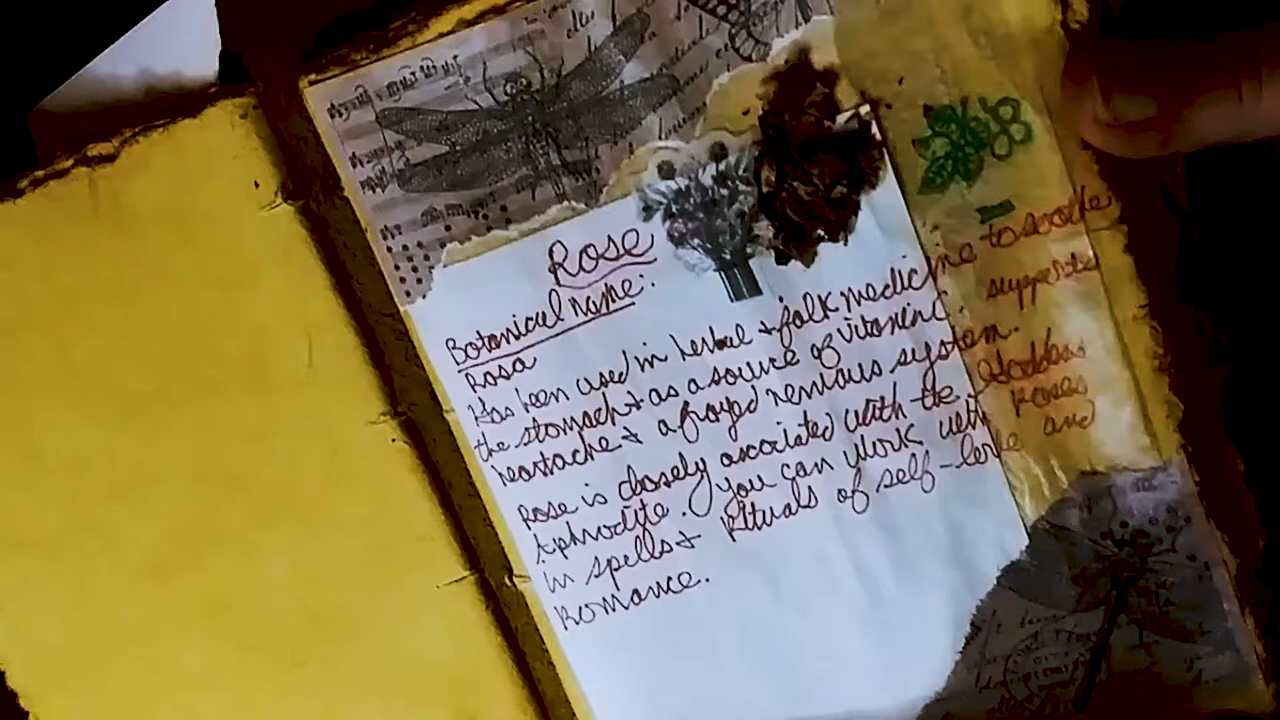 Rose
Botanical Name:
Rosa
Has been used in herbal & folk medicine to soothe
the stomach & as a source of vitamin C. supports
heartache & a frayed nervous system.
Rose is closely associated with the Goddess
Aphrodite. You can work with Roses
in spells & Rituals of self-love and
Romance.